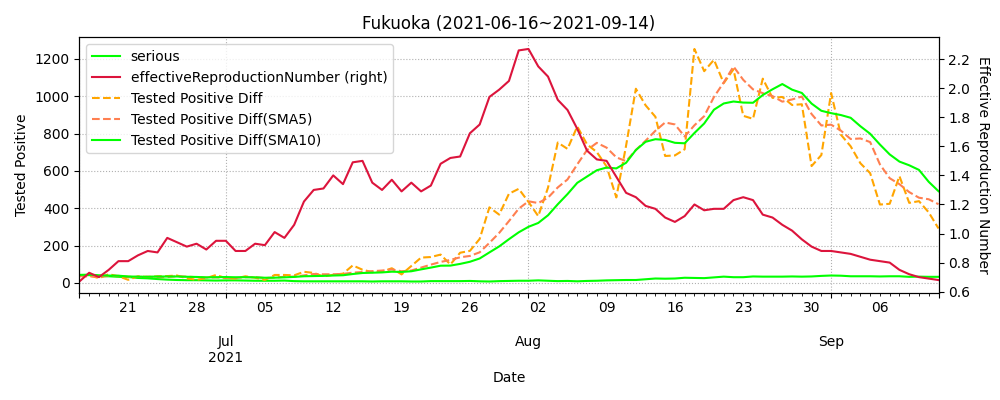 Fukuoka (2021-06-16~2021-09-14)
serious
effectiveReproductionNumber (right)
Tested Positive Diff
Tested Positive Diff(SMA5)
Tested Positive Diff(SMA10)
Tested Positive
1200
1000
800
600
400
200
0
Effective Reproduction Number
2.2
2.0
1.8
1.6
1.4
1.2
1.0
0.8
0.6
21 28 05 12 19 26 02 09 16 23 30 06
Jul Aug Sep
2021
Date